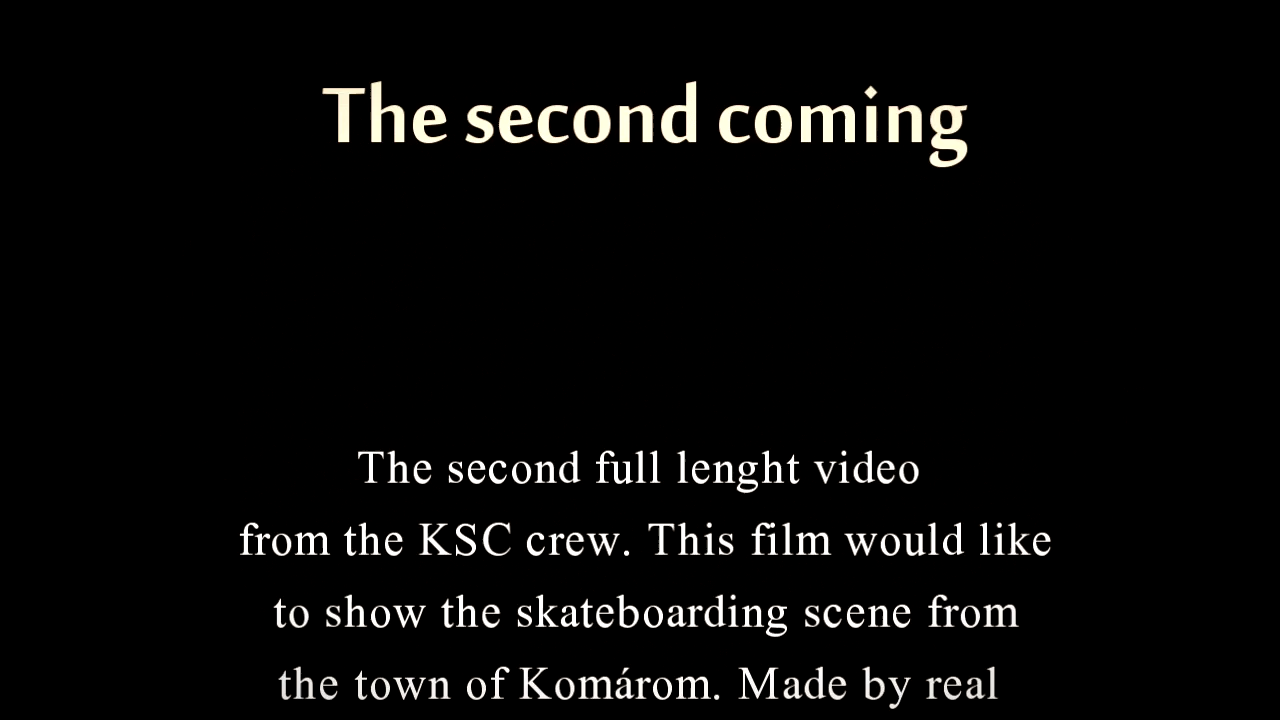 The second coming
The second full lenght video
from the KSC crew. This film would like
to show the skateboarding scene from
the town of Komárom. Made by real